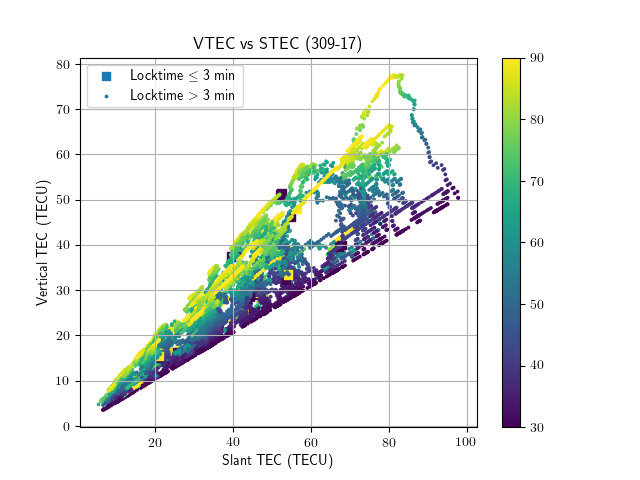 VTEC vs STEC (309-17)
Locktime ≤ 3 min
Locktime > 3 min
Vertical TEC (TECU)
80
70
60
50
40
30
20
10
0
20 40 60 80 100
Slant TEC (TECU)
90
80
70
60
50
40
30